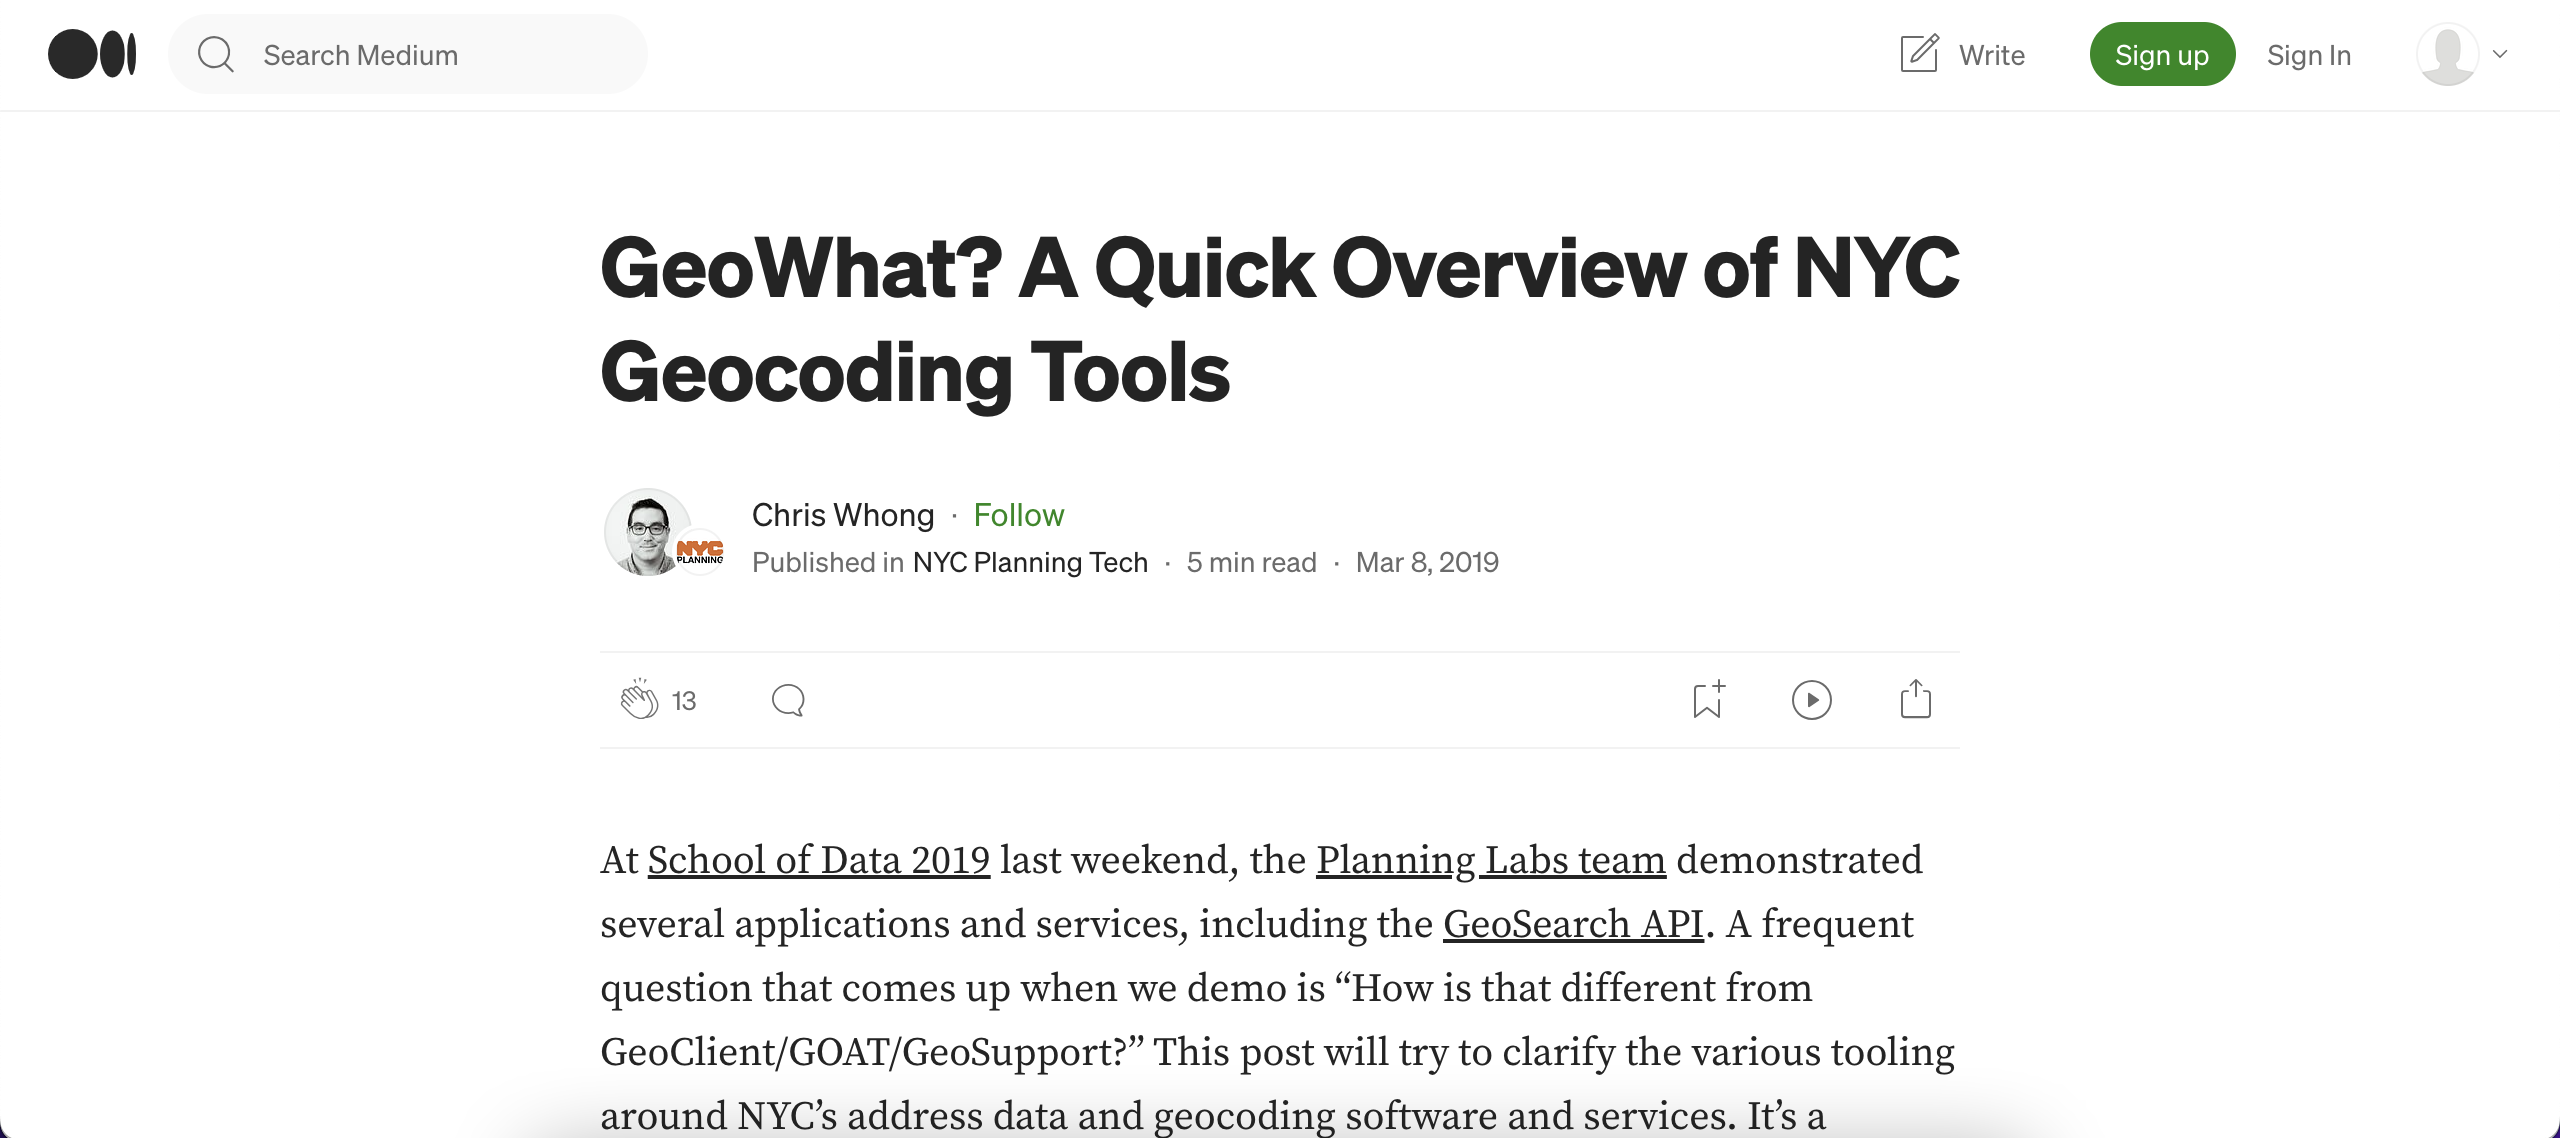 Search Medium
Write
Sign up
Sign In
GeoWhat? A Quick Overview of NYC
Geocoding Tools
Chris Whong · Follow
NYC
PLANNING
Published in NYC Planning Tech · 5 min read · Mar 8, 2019
13
At School of Data 2019 last weekend, the Planning Labs team demonstrated
several applications and services, including the GeoSearch API. A frequent
question that comes up when we demo is “How is that different from
GeoClient/GOAT/GeoSupport?” This post will try to clarify the various tooling
around NYC’s address data and geocoding software and services. It’s a